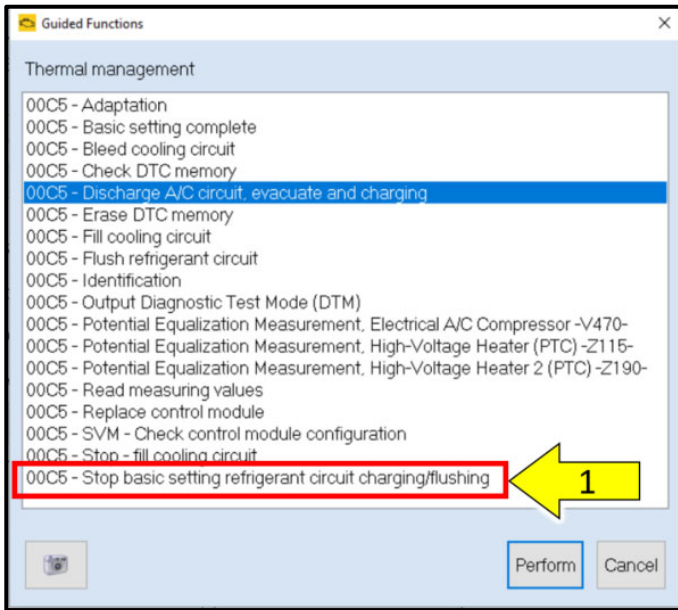 Guided Functions
Thermal management
00C5 - Adaptation
00C5 - Basic setting complete
00C5 - Bleed cooling circuit
00C5 - Check DTC memory
00C5 - Discharge A/C circuit, evacuate and charging
00C5 - Erase DTC memory
00C5 - Fill cooling circuit
00C5 - Flush refrigerant circuit
00C5 - Identification
00C5 - Output Diagnostic Test Mode (DTM)
00C5 - Potential Equalization Measurement, Electrical A/C Compressor -V470-
00C5 - Potential Equalization Measurement, High-Voltage Heater (PTC) -Z115-
00C5 - Potential Equalization Measurement, High-Voltage Heater 2 (PTC) -Z190-
00C5 - Read measuring values
00C5 - Replace control module
00C5 - SVM - Check control module configuration
00C5 - Stop - fill cooling circuit
00C5 - Stop basic setting refrigerant circuit charging/flushing
1
Perform
Cancel